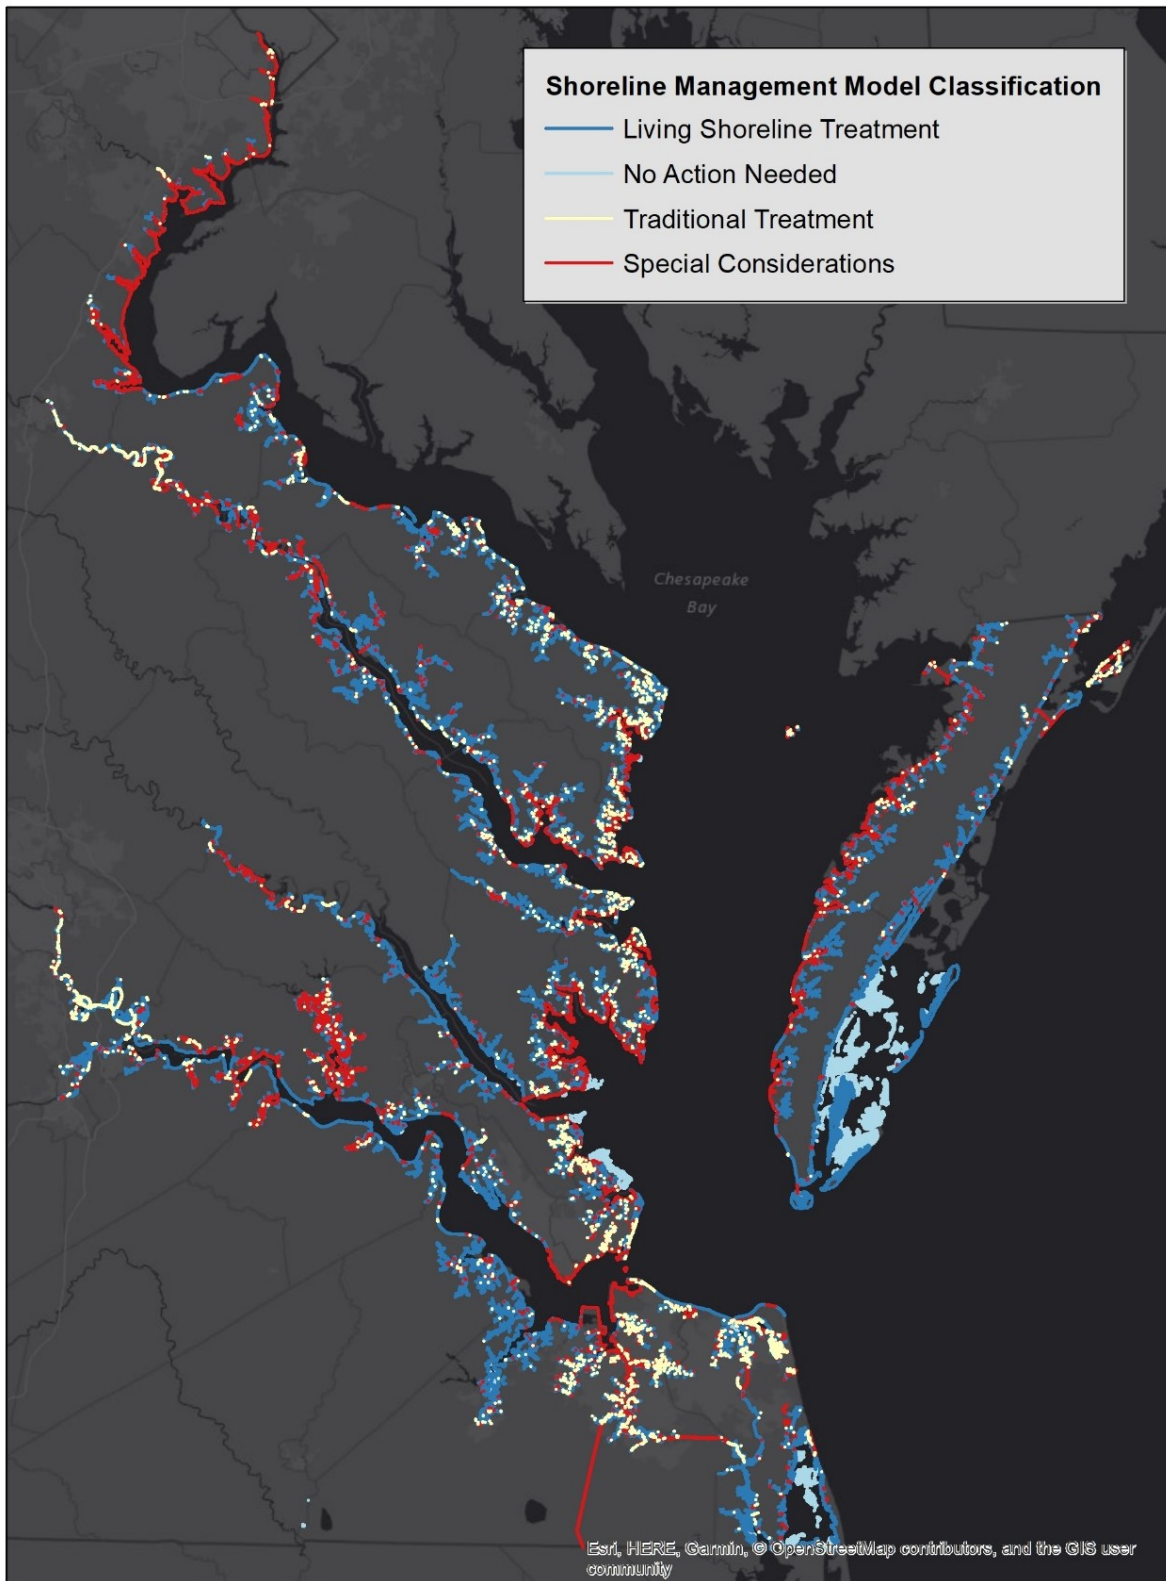 Shoreline Management Model Classification
Living Shoreline Treatment
No Action Needed
Traditional Treatment
Special Considerations
Chesapeake
Bay
Esri, HERE, Garmin, © OpenStreetMap contributors, and the GIS user
community